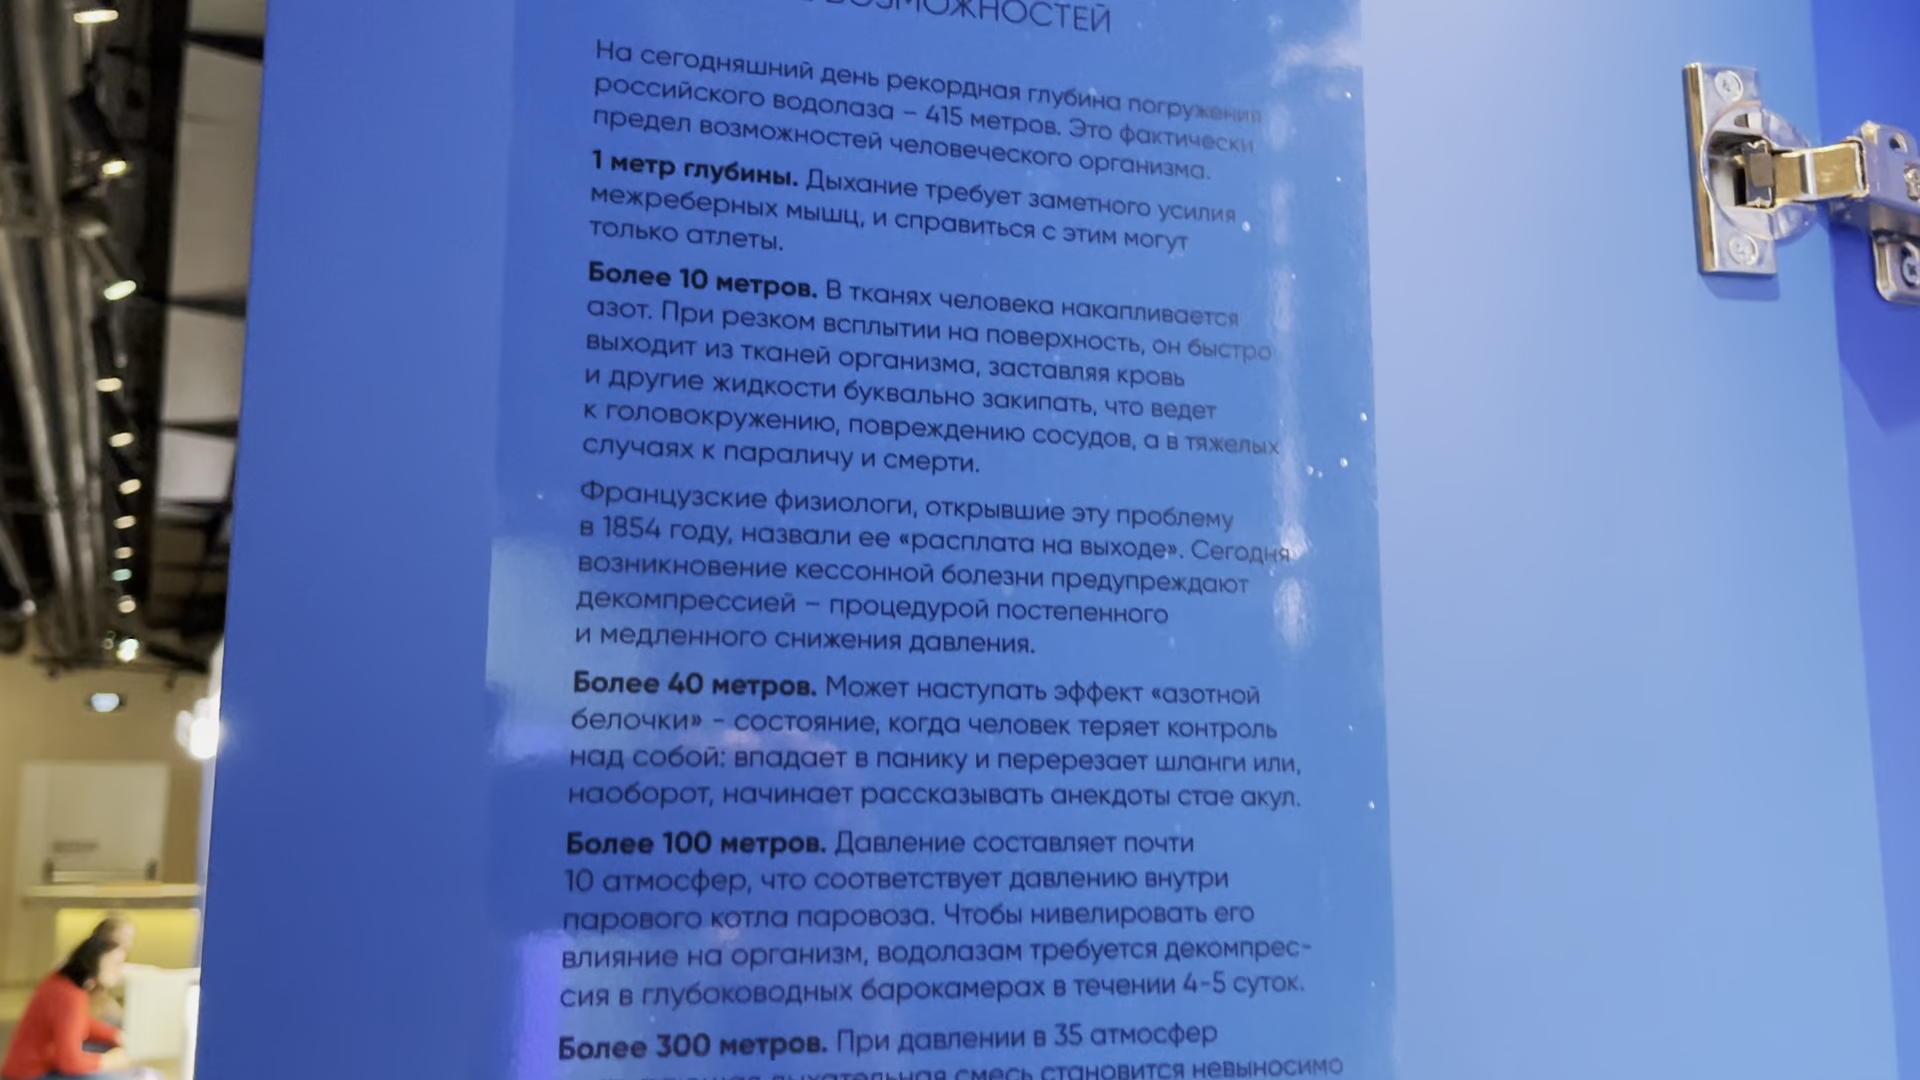 ВОЗМОЖНОСТЕЙ
На сегодняшний день рекордная глубина погружения
российского водолаза – 415 метров. Это фактически
предел возможностей человеческого организма.
1 метр глубины. Дыхание требует заметного усилия
межреберных мышц, и справиться с этим могут
только атлеты.
Более 10 метров. В тканях человека накапливается
азот. При резком всплытии на поверхность, он быстро
выходит из тканей организма, заставляя кровь
и другие жидкости буквально закипать, что ведет
к головокружению, повреждению сосудов, а в тяжелых
случаях к параличу и смерти.
Французские физиологи, открывшие эту проблему
в 1854 году, назвали ее «расплата на выходе». Сегодня
возникновение кессонной болезни предупреждают
декомпрессией – процедурой постепенного
и медленного снижения давления.
Более 40 метров. Может наступать эффект «азотной
белочки» - состояние, когда человек теряет контроль
над собой: впадает в панику и перерезает шланги или,
наоборот, начинает рассказывать анекдоты стае акул.
Более 100 метров. Давление составляет почти
10 атмосфер, что соответствует давлению внутри
парового котла паровоза. Чтобы нивелировать его
влияние на организм, водолазам требуется декомпрес-
сия в глубоководных барокамерах в течении 4-5 суток.
Более 300 метров. При давлении в 35 атмосфер
дыхательная смесь становится невыносимо